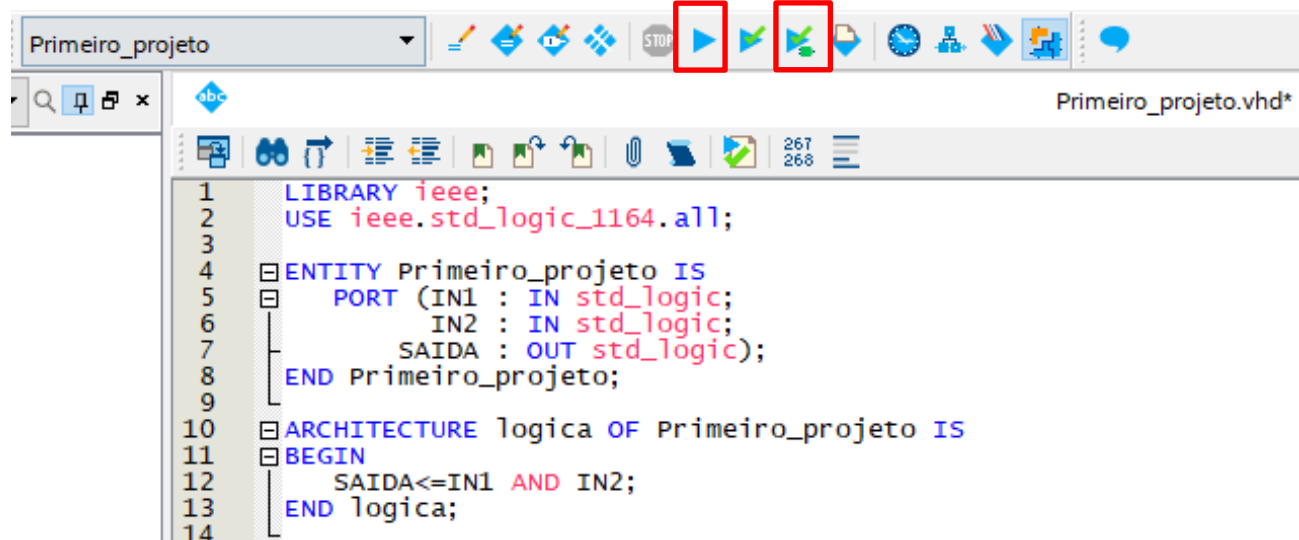 Primeiro_projeto
STOP
abc
Primeiro_projeto.vhd*
267
268
1 LIBRARY ieee;
2 USE ieee.std_logic_1164.all;
3
4 ENTITY Primeiro_projeto IS
5 PORT (IN1 : IN std_logic;
6 IN2 : IN std_logic;
7 SAIDA : OUT std_logic);
8 END Primeiro_projeto;
9
10 ARCHITECTURE logica OF Primeiro_projeto IS
11 BEGIN
12 SAIDA<=IN1 AND IN2;
13 END logica;
14